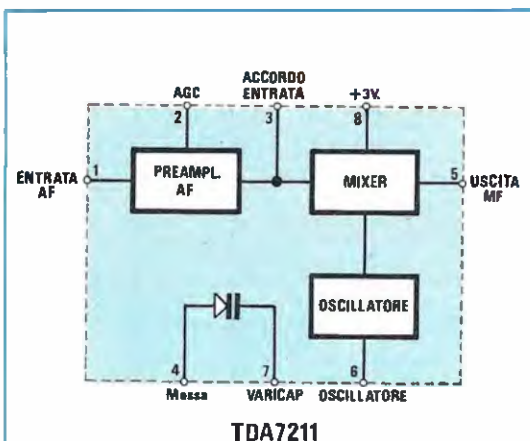 AGC
ACCORDO
ENTRATA
+3V.
2
3
8
ENTRATA
AF
1
PREAMPL.
AF
MIXER
5
USCITA
MF
OSCILLATORE
4
7
6
Massa
VARICAP
OSCILLATORE
TDA7211